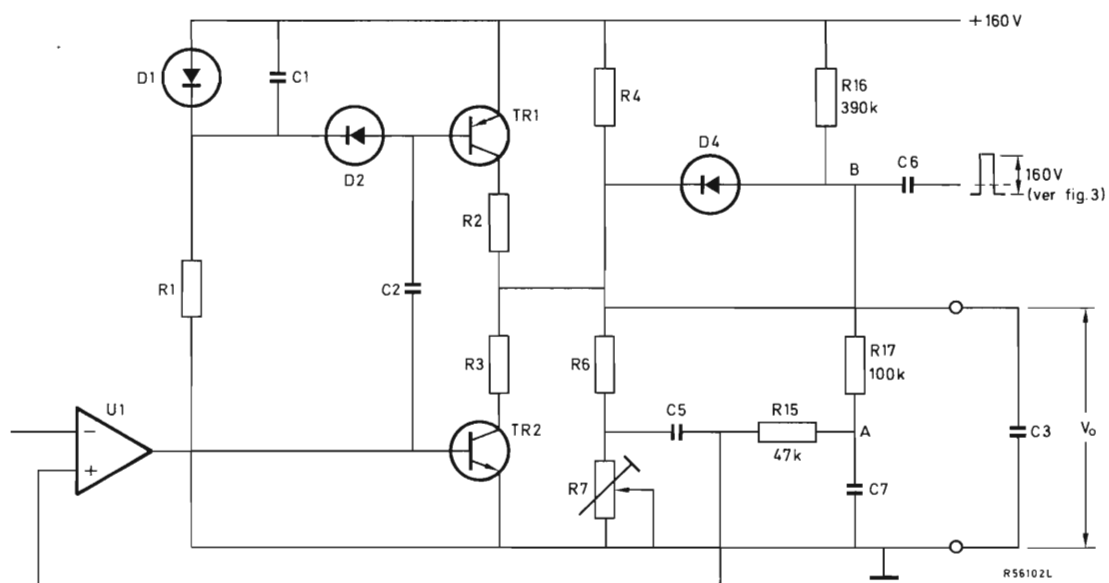 +160V
D1
C1
TR1
R4
R16
390k
D2
D4
B
C6
160V
(ver fig.3)
R2
R1
C2
R3
R6
R17
100k
U1
C5
R15
A
C3
Vo
TR2
47k
R7
C7
−
+
R56102L